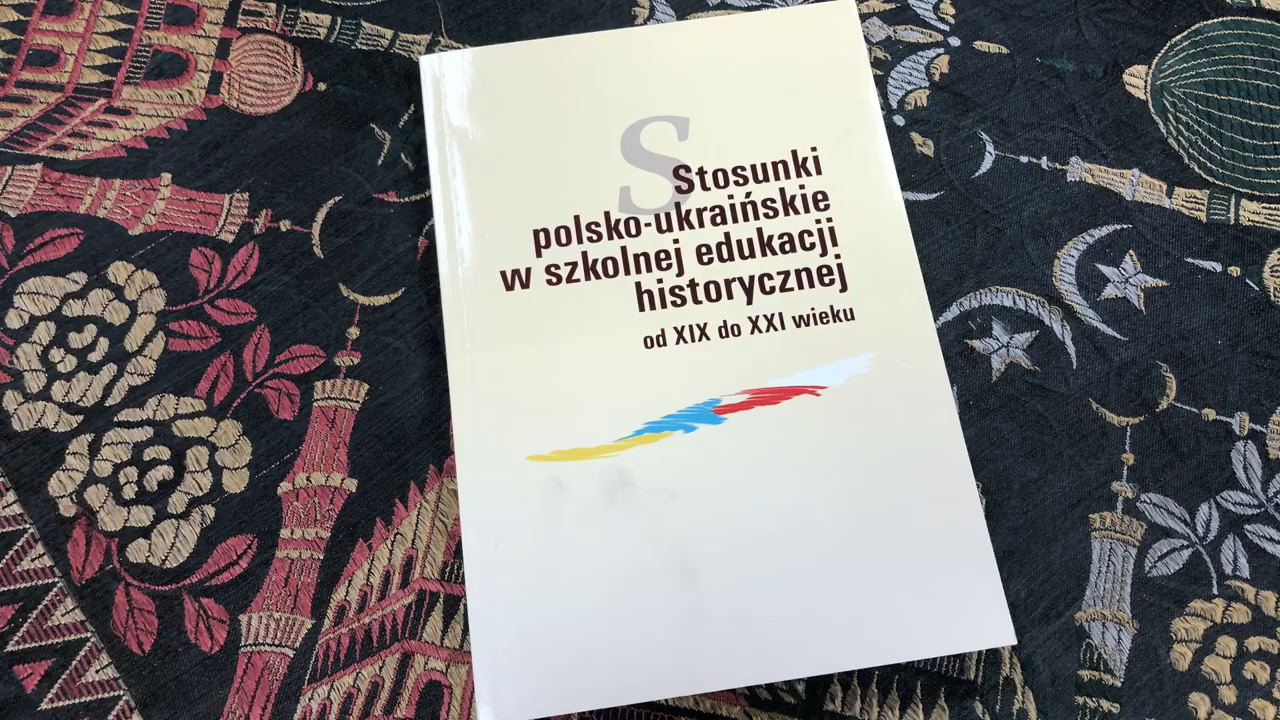 Stosunki
polsko-ukraińskie
w szkolnej edukacji
historycznej
od XIX do XXI wieku